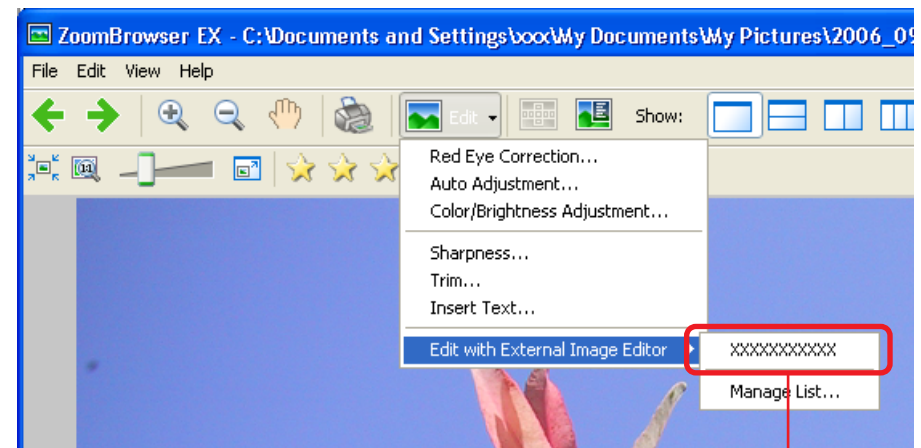 ZoomBrowser EX - C:\Documents and Settings\xxx\My Documents\My Pictures\2006_09
File Edit View Help
Edit Show:
Red Eye Correction...
Auto Adjustment...
Color/Brightness Adjustment...
Sharpness...
Trim...
Insert Text...
Edit with External Image Editor XXXXXXXXXXX
Manage List...